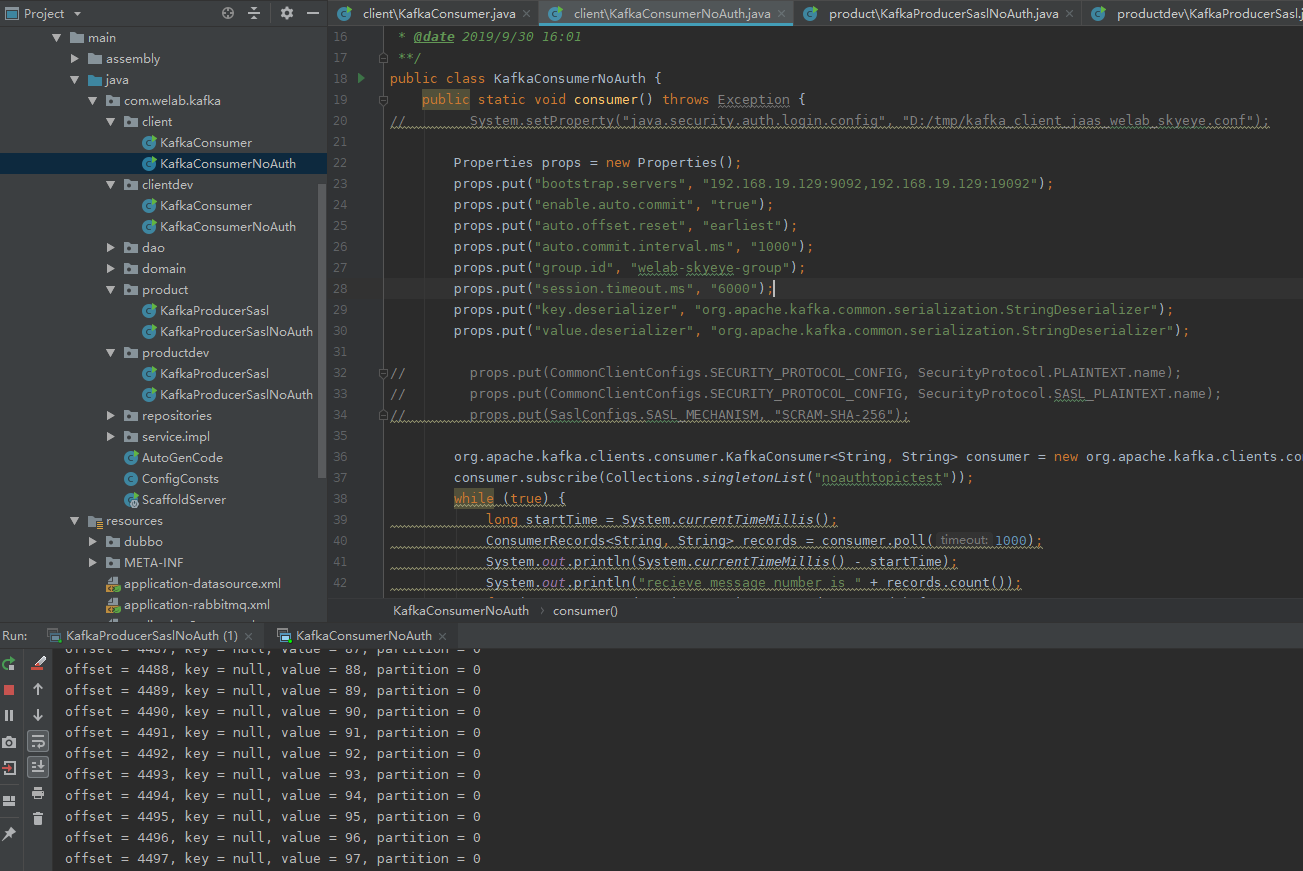 Project
main
assembly
java
com.welab.kafka
client
KafkaConsumer
KafkaConsumerNoAuth
clientdev
KafkaConsumer
KafkaConsumerNoAuth
dao
domain
product
KafkaProducerSasl
KafkaProducerSaslNoAuth
productdev
KafkaProducerSasl
KafkaProducerSaslNoAuth
repositories
service.impl
AutoGenCode
ConfigConsts
ScaffoldServer
resources
dubbo
META-INF
application-datasource.xml
application-rabbitmq.xml
client\KafkaConsumer.java
client\KafkaConsumerNoAuth.java
product\KafkaProducerSaslNoAuth.java
productdev\KafkaProducerSasl.j
16 * @date 2019/9/30 16:01
17 **/
18 public class KafkaConsumerNoAuth {
19 public static void consumer() throws Exception {
20 // System.setProperty("java.security.auth.login.config", "D:/tmp/kafka_client_jaas_welab_skyeye.conf");
21
22 Properties props = new Properties();
23 props.put("bootstrap.servers", "192.168.19.129:9092,192.168.19.129:19092");
24 props.put("enable.auto.commit", "true");
25 props.put("auto.offset.reset", "earliest");
26 props.put("auto.commit.interval.ms", "1000");
27 props.put("group.id", "welab-skyeye-group");
28 props.put("session.timeout.ms", "6000");
29 props.put("key.deserializer", "org.apache.kafka.common.serialization.StringDeserializer");
30 props.put("value.deserializer", "org.apache.kafka.common.serialization.StringDeserializer");
31
32 // props.put(CommonClientConfigs.SECURITY_PROTOCOL_CONFIG, SecurityProtocol.PLAINTEXT.name);
33 // props.put(CommonClientConfigs.SECURITY_PROTOCOL_CONFIG, SecurityProtocol.SASL_PLAINTEXT.name);
34 // props.put(SaslConfigs.SASL_MECHANISM, "SCRAM-SHA-256");
35
36 org.apache.kafka.clients.consumer.KafkaConsumer<String, String> consumer = new org.apache.kafka.clients.co
37 consumer.subscribe(Collections.singletonList("noauthtopictest"));
38 while (true) {
39 long startTime = System.currentTimeMillis();
40 ConsumerRecords<String, String> records = consumer.poll( timeout: 1000);
41 System.out.println(System.currentTimeMillis() - startTime);
42 System.out.println("recieve message number is " + records.count());
KafkaConsumerNoAuth › consumer()
Run: KafkaProducerSaslNoAuth (1) KafkaConsumerNoAuth
offset = 4487, key = null, value = 87, partition = 0
offset = 4488, key = null, value = 88, partition = 0
offset = 4489, key = null, value = 89, partition = 0
offset = 4490, key = null, value = 90, partition = 0
offset = 4491, key = null, value = 91, partition = 0
offset = 4492, key = null, value = 92, partition = 0
offset = 4493, key = null, value = 93, partition = 0
offset = 4494, key = null, value = 94, partition = 0
offset = 4495, key = null, value = 95, partition = 0
offset = 4496, key = null, value = 96, partition = 0
offset = 4497, key = null, value = 97, partition = 0